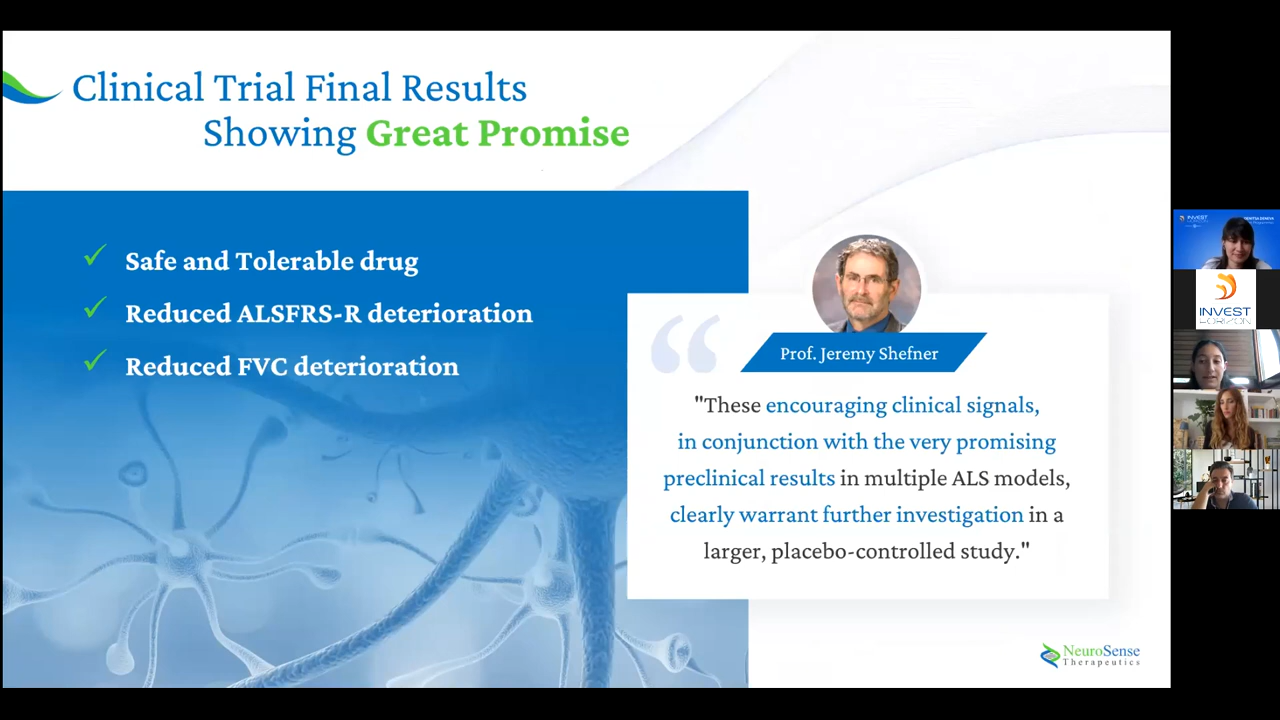 Clinical Trial Final Results
Showing Great Promise
Safe and Tolerable drug
Reduced ALSFRS-R deterioration
Reduced FVC deterioration
Prof. Jeremy Shefner
"These encouraging clinical signals,
in conjunction with the very promising
preclinical results in multiple ALS models,
clearly warrant further investigation in a
larger, placebo-controlled study."
NeuroSense
Therapeutics
INVEST
INVEST
HORIZON